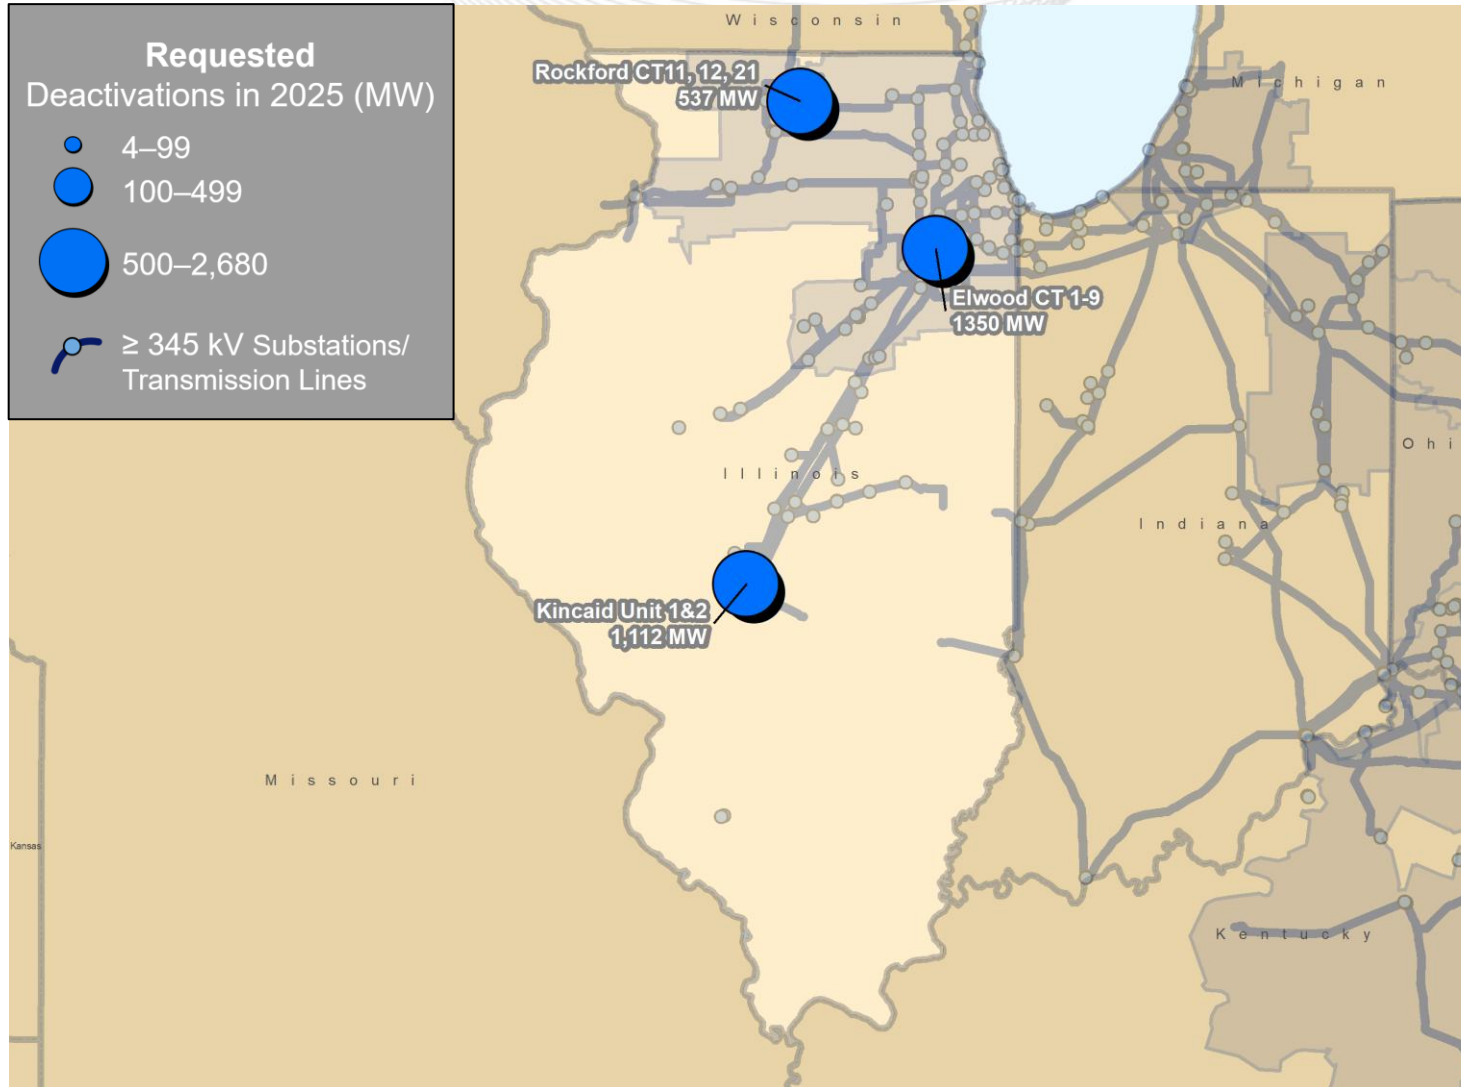 Requested
Deactivations in 2025 (MW)
4–99
100–499
500–2,680
≥ 345 kV Substations/
Transmission Lines
Wisconsin
Rockford CT11, 12, 21
537 MW
Michigan
Elwood CT 1-9
1350 MW
Ohi
Illinois
Indiana
Kincaid Unit 1&2
1,112 MW
Missouri
Kansas
Kentucky